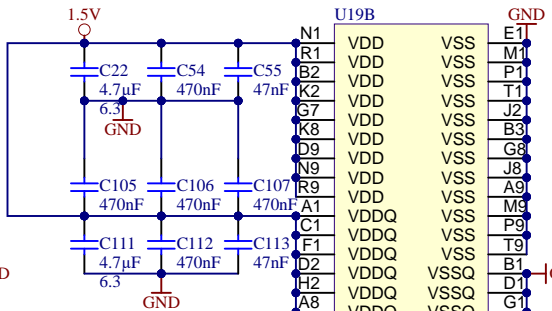 1.5V
U19B
GND
N1 VDD VSS E1
R1 VDD VSS M1
C22 C54 C55 B2 VDD VSS P1
4.7µF 470nF 47nF K2 VDD VSS T1
6.3 G7 VDD VSS J2
GND K8 VDD VSS B3
D9 VDD VSS G8
N9 VDD VSS J8
C105 C106 C107 R9 VDD VSS A9
470nF 470nF 470nF A1 VDDQ VSS M9
C1 VDDQ VSS P9
C111 C112 C113 F1 VDDQ VSS T9
4.7µF 470nF 47nF D2 VDDQ VSSQ B1
6.3 H2 VDDQ VSSQ D1
GND A8 VDDQ VSSQ G1